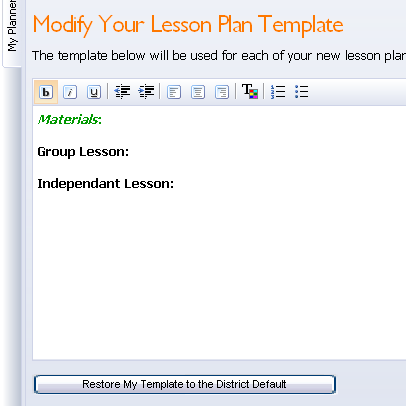 My Planner
Modify Your Lesson Plan Template
The template below will be used for each of your new lesson plan
b i u T
Materials:
Group Lesson:
Independant Lesson:
Restore My Template to the District Default